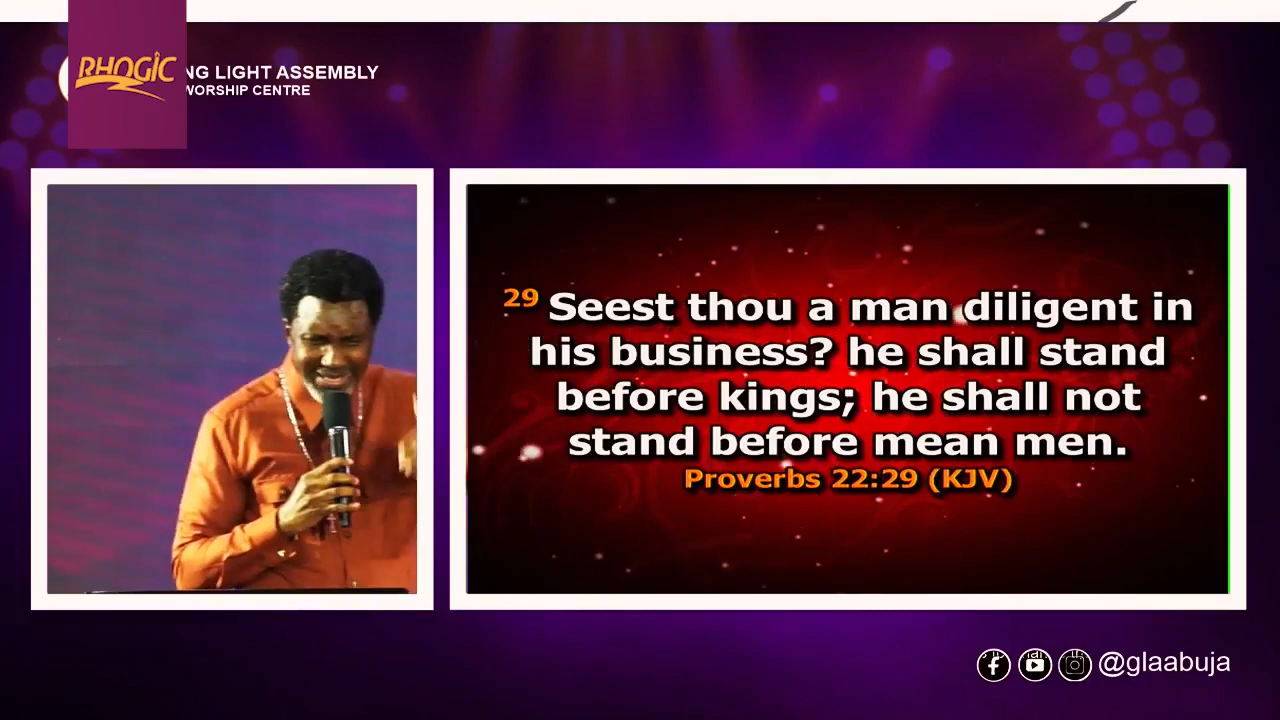 RHOGIC
NG LIGHT ASSEMBLY
WORSHIP CENTRE
29 Seest thou a man diligent in
his business? he shall stand
before kings; he shall not
stand before mean men.
Proverbs 22:29 (KJV)
@glaabuja